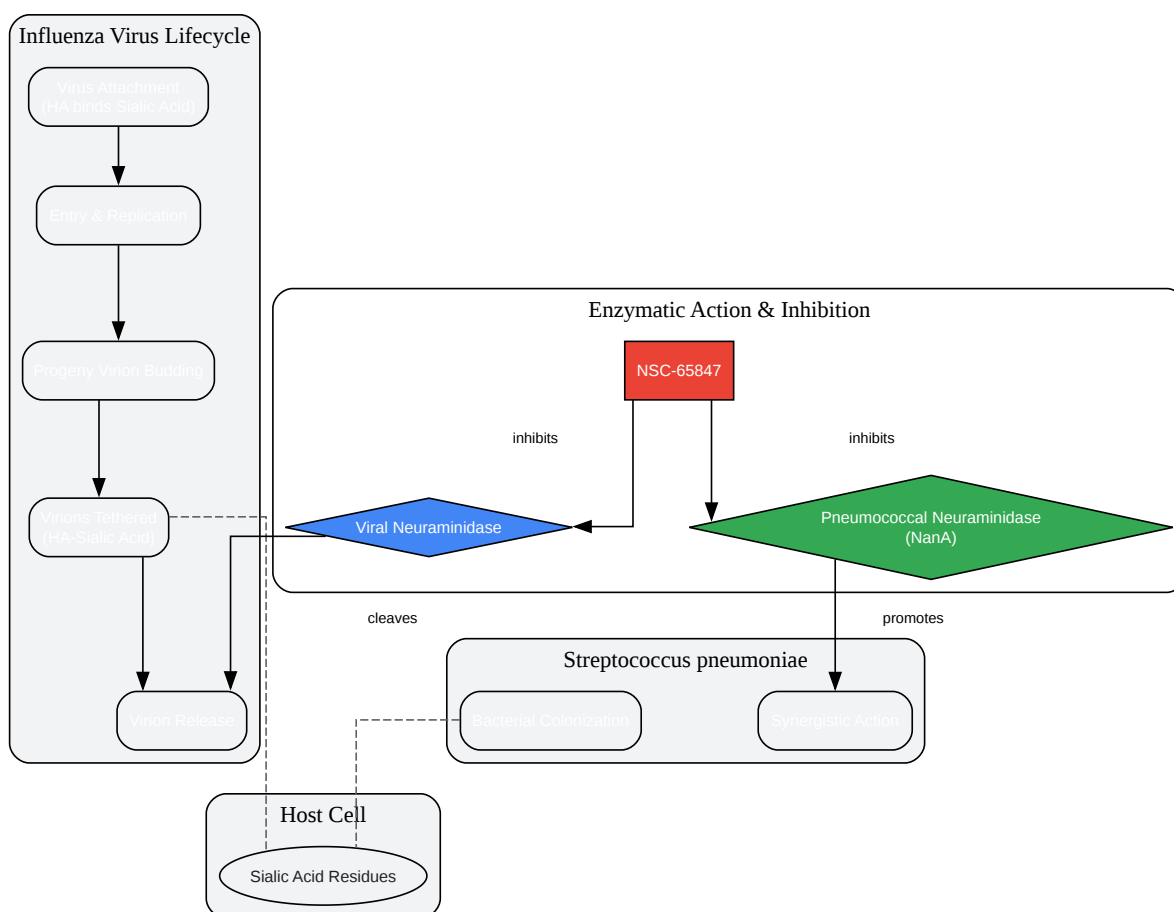 Influenza Virus Lifecycle
Virus Attachment
(HA binds Sialic Acid)
Entry & Replication
Progeny Virion Budding
Virions Tethered
(HA-Sialic Acid)
Virion Release
Enzymatic Action & Inhibition
NSC-65847
inhibits
inhibits
Viral Neuraminidase
Pneumococcal Neuraminidase
(NanA)
cleaves
promotes
Streptococcus pneumoniae
Bacterial Colonization
Synergistic Action
Host Cell
Sialic Acid Residues